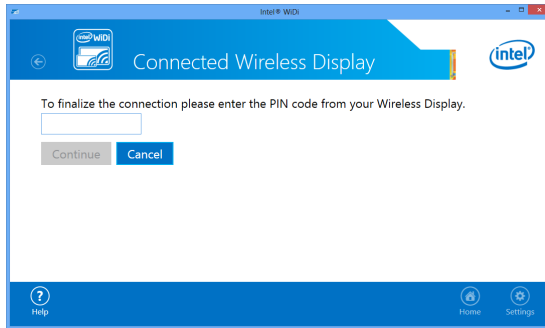 Intel® WiDi
intel WiDi
Connected Wireless Display
intel
To finalize the connection please enter the PIN code from your Wireless Display.
Continue
Cancel
?
Help
Home
Settings